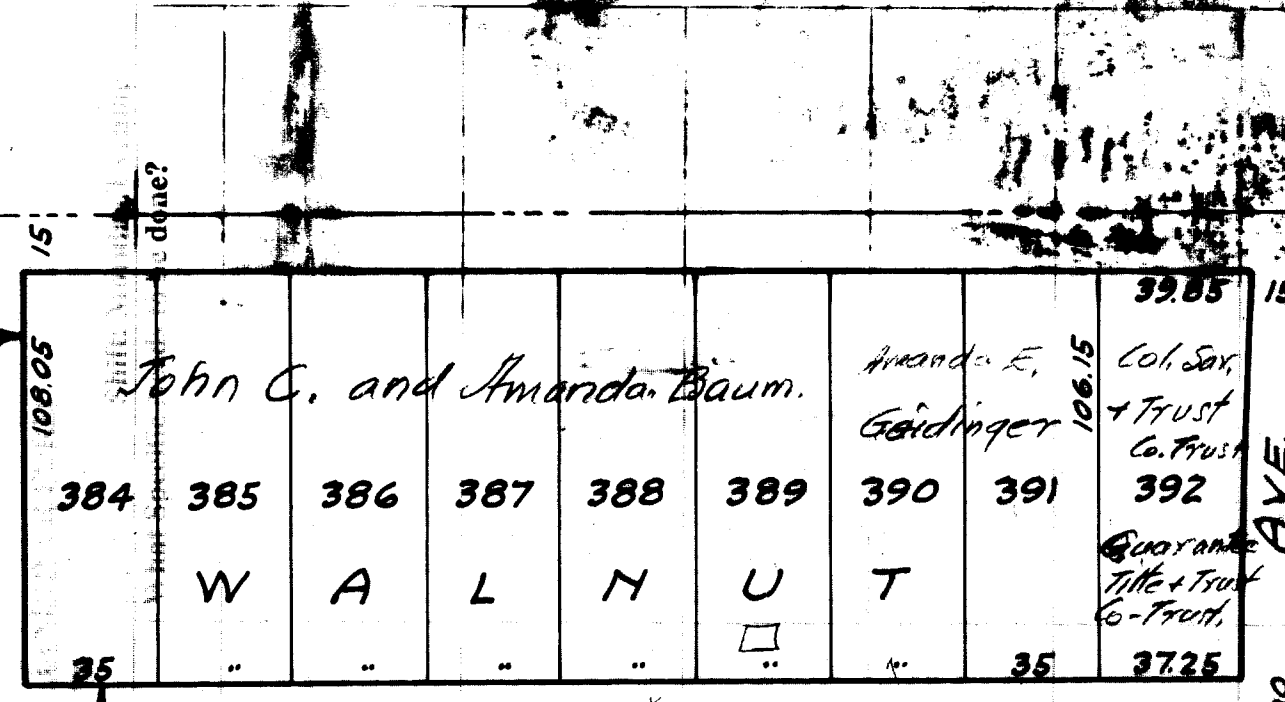 done?
15
39.85 15
108.05
John C. and Amanda Baum.
Amanda E.
Geidinger
106.15
Col. Sav.
+ Trust
Co. Trust
384 385 386 387 388 389 390 391 392
AVE.
Guarantee
Title + Trust
Co-Trust.
W A L N U T
35 " " " " " " 35 37.25